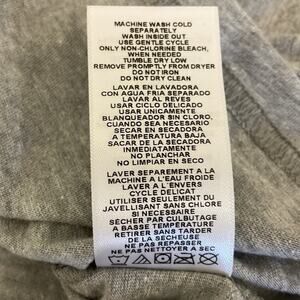 MACHINE WASH COLD
SEPARATELY
WASH INSIDE OUT
USE GENTLE CYCLE
ONLY NON-CHLORINE BLEACH,
WHEN NEEDED
TUMBLE DRY LOW
REMOVE PROMPTLY FROM DRYER
DO NOT IRON
DO NOT DRY CLEAN
LAVAR EN LAVADORA
CON AGUA FRIA SEPARADO
LAVAR AL REVES
USAR CICLO DELICADO
USAR UNICAMENTE
BLANQUEADOR SIN CLORO,
CUANDO SEA NECESARIO
SECAR EN SECADORA
A TEMPERATURA BAJA
SACAR DE LA SECADORA
INMEDIATAMENTE
NO PLANCHAR
NO LIMPIAR EN SECO
LAVER SEPAREMENT A LA
MACHINE A L'EAU FROIDE
LAVER A L'ENVERS
CYCLE DELICAT
UTILISER SEULEMENT DU
JAVELLISANT SANS CHLORE
SI NECESSAIRE
SÉCHER PAR CULBUTAGE
A BASSE TEMPÉRATURE
RETIRER SANS TARDER
DE LA SECHEUSE
NE PAS REPASSER
NE PAS NETTOYER A SEC